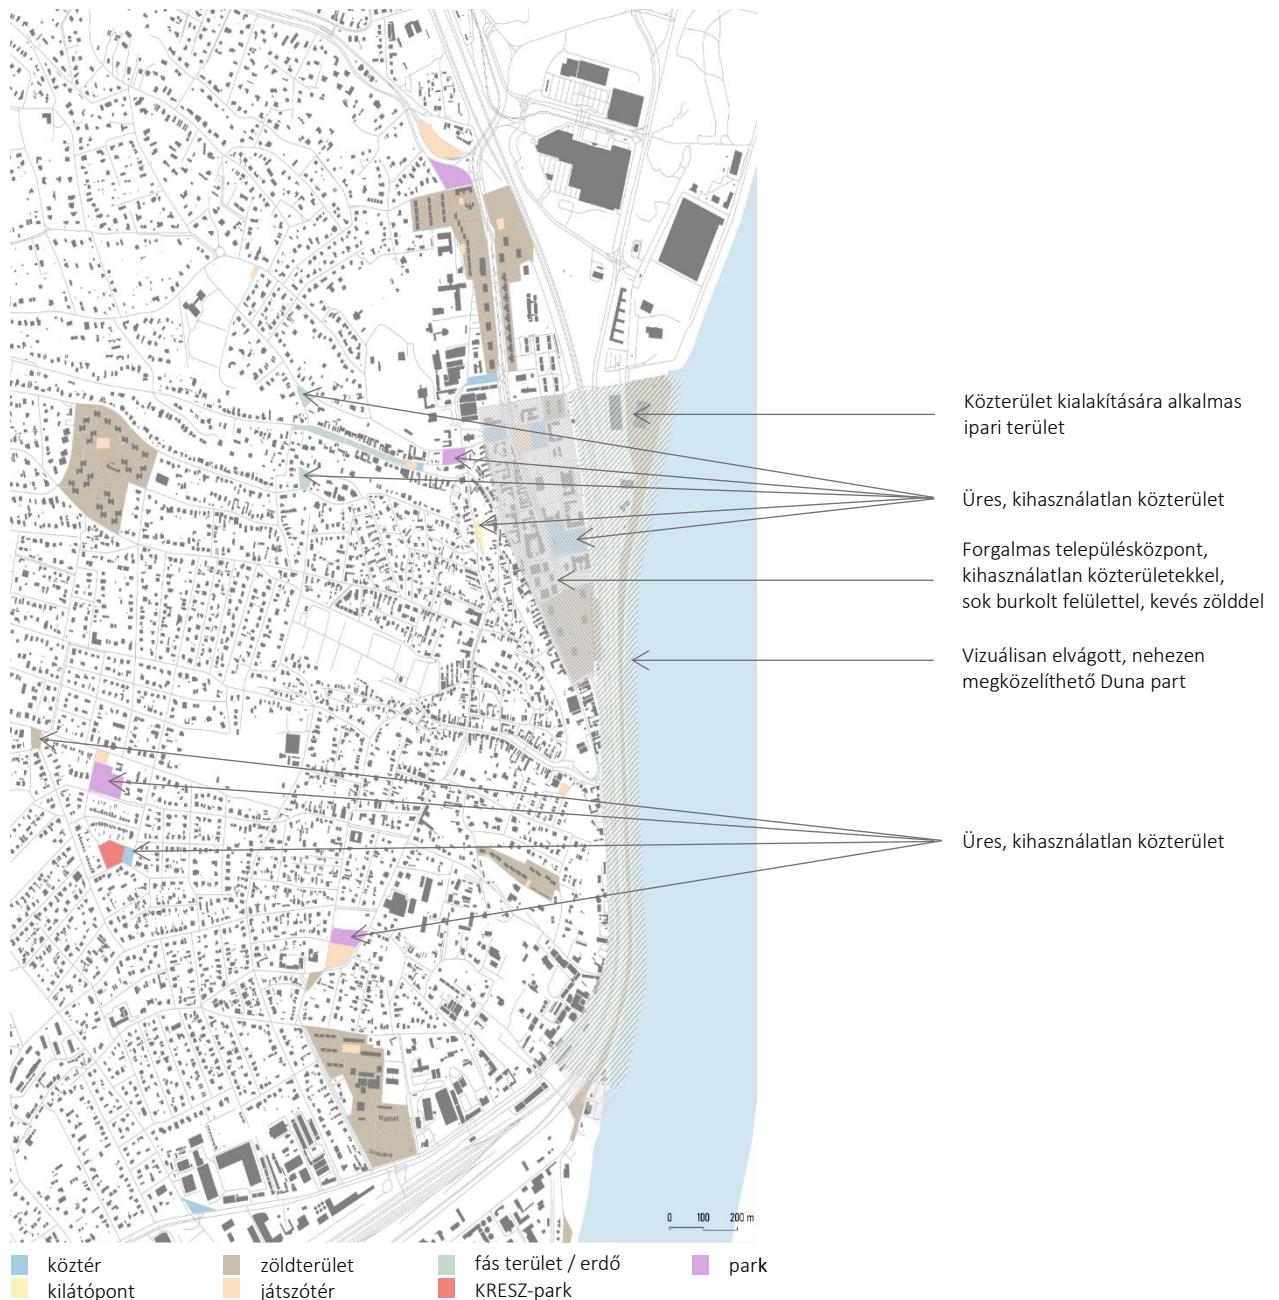 Közterület kialakítására alkalmas
ipari terület
Üres, kihasználatlan közterület
Forgalmas településközpont,
kihasználatlan közterületekkel,
sok burkolt felülettel, kevés zölddel
Vizuálisan elvágott, nehezen
megközelíthető Duna part
Üres, kihasználatlan közterület
0 100 200 m
köztér
zöldterület
fás terület / erdő
park
kilátópont
játszótér
KRESZ-park